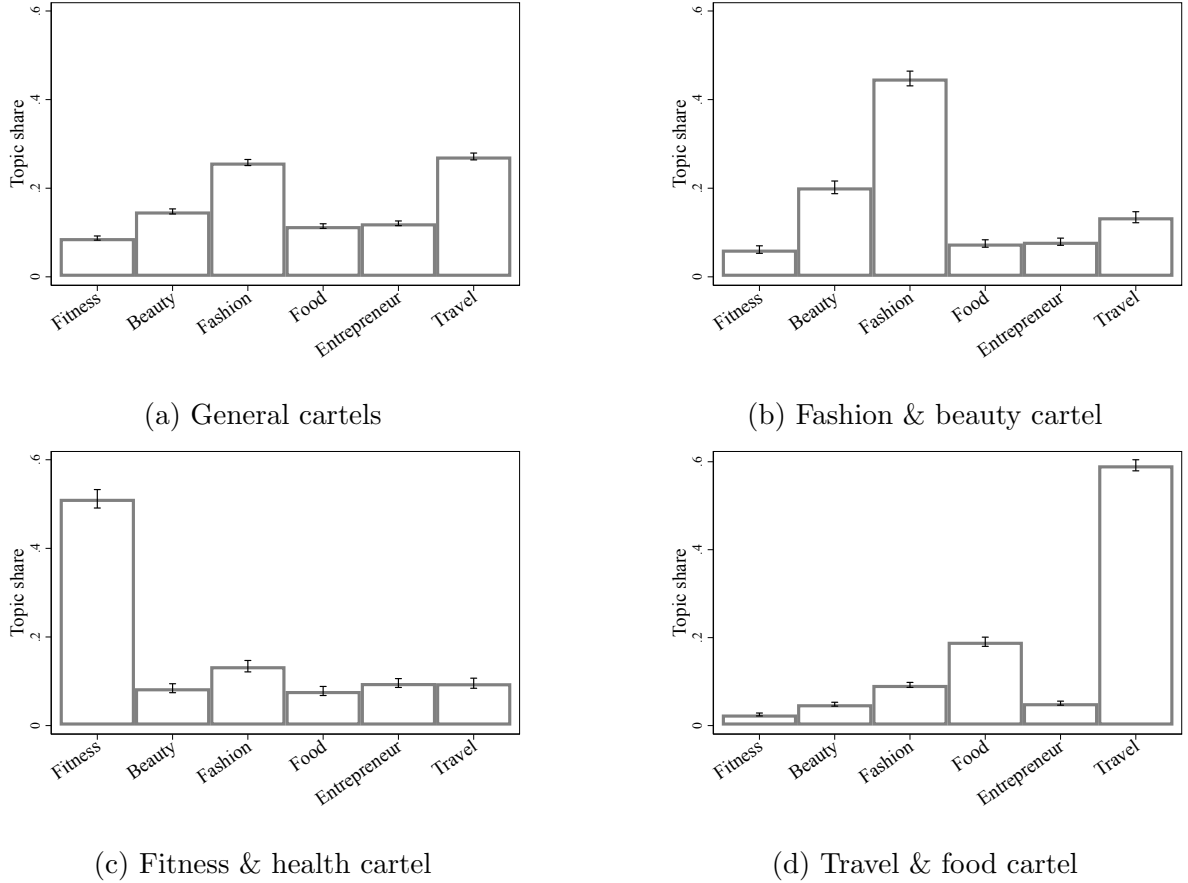 .6
.4
.2
0
Topic share
Fitness
Beauty
Fashion
Food
Entrepreneur
Travel
(a) General cartels
.6
.4
.2
0
Topic share
Fitness
Beauty
Fashion
Food
Entrepreneur
Travel
(b) Fashion & beauty cartel
.6
.4
.2
0
Topic share
Fitness
Beauty
Fashion
Food
Entrepreneur
Travel
(c) Fitness & health cartel
.6
.4
.2
0
Topic share
Fitness
Beauty
Fashion
Food
Entrepreneur
Travel
(d) Travel & food cartel